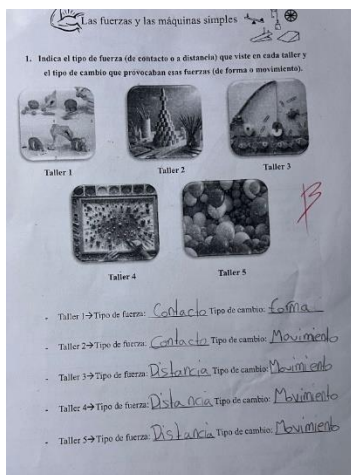 Las fuerzas y las máquinas simples
1. Indica el tipo de fuerza (de contacto o a distancia) que viste en cada taller y
el tipo de cambio que provocaban esas fuerzas (de forma o movimiento).
Taller 1
Taller 2
Taller 3
B
Taller 4
Taller 5
- Taller 1→Tipo de fuerza: Contacto Tipo de cambio: forma
- Taller 2→Tipo de fuerza: Contacto Tipo de cambio: Movimiento
- Taller 3→Tipo de fuerza: Distancia Tipo de cambio: Movimiento
- Taller 4→Tipo de fuerza: Distancia Tipo de cambio: Movimiento
- Taller 5→Tipo de fuerza: Distancia Tipo de cambio: Movimiento